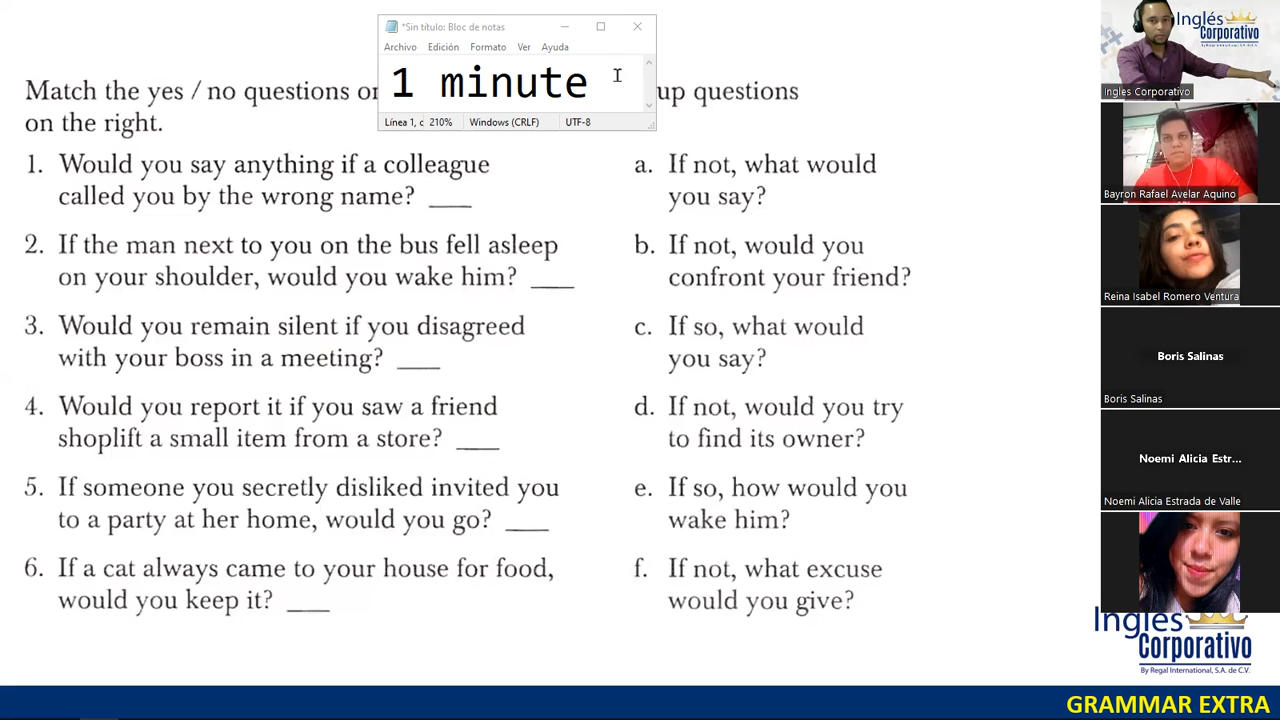 *Sin título: Bloc de notas
Archivo Edición Formato Ver Ayuda
1 minute
Línea 1, c 210% Windows (CRLF) UTF-8
Match the yes / no questions on up questions
on the right.
1. Would you say anything if a colleague
called you by the wrong name? ____
2. If the man next to you on the bus fell asleep
on your shoulder, would you wake him? ____
3. Would you remain silent if you disagreed
with your boss in a meeting? ____
4. Would you report it if you saw a friend
shoplift a small item from a store? ____
5. If someone you secretly disliked invited you
to a party at her home, would you go? ____
6. If a cat always came to your house for food,
would you keep it? ____
a. If not, what would
you say?
b. If not, would you
confront your friend?
c. If so, what would
you say?
d. If not, would you try
to find its owner?
e. If so, how would you
wake him?
f. If not, what excuse
would you give?
Inglés
Corporativo
By Regal International, S.A. de C.V.
Ingles Corporativo
Bayron Rafael Avelar Aquino
Reina Isabel Romero Ventura
Boris Salinas
Boris Salinas
Noemi Alicia Estr...
Noemi Alicia Estrada de Valle
Inglés
Corporativo
By Regal International, S.A. de C.V.
GRAMMAR EXTRA